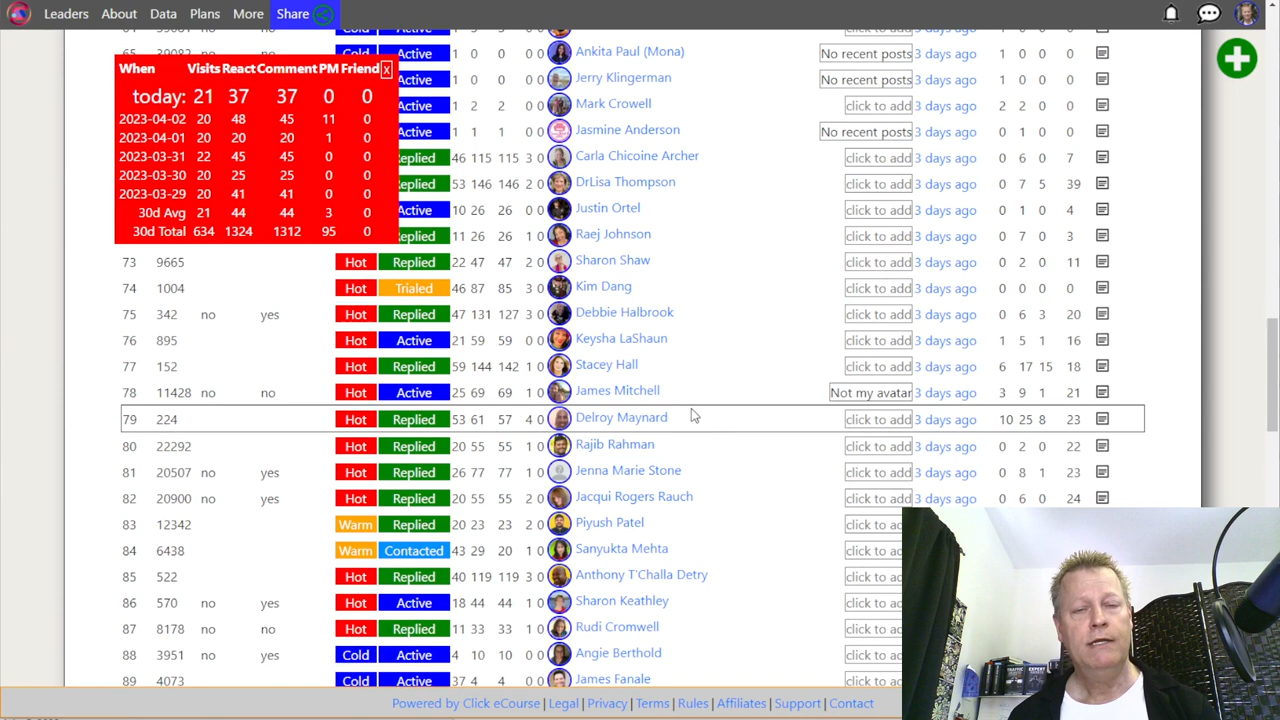 Leaders About Data Plans More Share
65 39082 no no Cold Active 1 0 0 0 Ankita Paul (Mona) No recent posts 3 days ago 1 0 0 0
When Visits React Comment PM Friend x
today: 21 37 37 0 0
2023-04-02 20 48 45 11 0
2023-04-01 20 20 20 1 0
2023-03-31 22 45 45 0 0
2023-03-30 20 25 25 0 0
2023-03-29 20 41 41 0 0
30d Avg 21 44 44 3 0
30d Total 634 1324 1312 95 0
Active 1 0 0 0 Jerry Klingerman No recent posts 3 days ago 1 0 0 0
Active 1 2 2 0 Mark Crowell click to add 3 days ago 2 2 0 0
Active 1 1 1 0 Jasmine Anderson No recent posts 3 days ago 0 1 0 0
eplied 46 115 115 3 0 Carla Chicoine Archer click to add 3 days ago 0 6 0 7
eplied 53 146 146 2 0 DrLisa Thompson click to add 3 days ago 0 7 5 39
Active 10 26 26 0 0 Justin Ortel click to add 3 days ago 0 1 0 4
eplied 11 26 26 1 0 Raej Johnson click to add 3 days ago 0 7 0 3
73 9665 Hot Replied 22 47 47 2 0 Sharon Shaw click to add 3 days ago 0 2 0 11
74 1004 Hot Trialed 46 87 85 3 0 Kim Dang click to add 3 days ago 0 0 0 0
75 342 no yes Hot Replied 47 131 127 3 0 Debbie Halbrook click to add 3 days ago 0 6 3 20
76 895 Hot Active 21 59 59 0 0 Keysha LaShaun click to add 3 days ago 1 5 1 16
77 152 Hot Replied 59 144 142 1 0 Stacey Hall click to add 3 days ago 6 17 15 18
78 11428 no no Hot Active 25 69 69 1 0 James Mitchell Not my avatar 3 days ago 3 9 1 21
79 224 Hot Replied 53 61 57 4 0 Delroy Maynard click to add 3 days ago 10 25 8 23
80 22292 Hot Replied 20 55 55 1 0 Rajib Rahman click to add 3 days ago 0 2 0 22
81 20507 no yes Hot Replied 26 77 77 1 0 Jenna Marie Stone click to add 3 days ago 0 8 1 23
82 20900 no yes Hot Replied 20 55 55 2 0 Jacqui Rogers Rauch click to add 3 days ago 0 6 0 24
83 12342 Warm Replied 20 23 23 2 0 Piyush Patel click to add
84 6438 Warm Contacted 43 29 20 1 0 Sanyukta Mehta click to add
85 522 Hot Replied 40 119 119 3 0 Anthony T'Challa Detry click to add
86 570 no yes Hot Active 18 44 44 1 0 Sharon Keathley click to add
87 8178 no no Hot Replied 11 33 33 1 0 Rudi Cromwell click to add
88 3951 no yes Cold Active 4 10 10 0 0 Angie Berthold click to add
89 4073 Cold Active 37 4 4 0 0 James Fanale click to add
Powered by Click eCourse | Legal | Privacy | Terms | Rules | Affiliates | Support | Contact